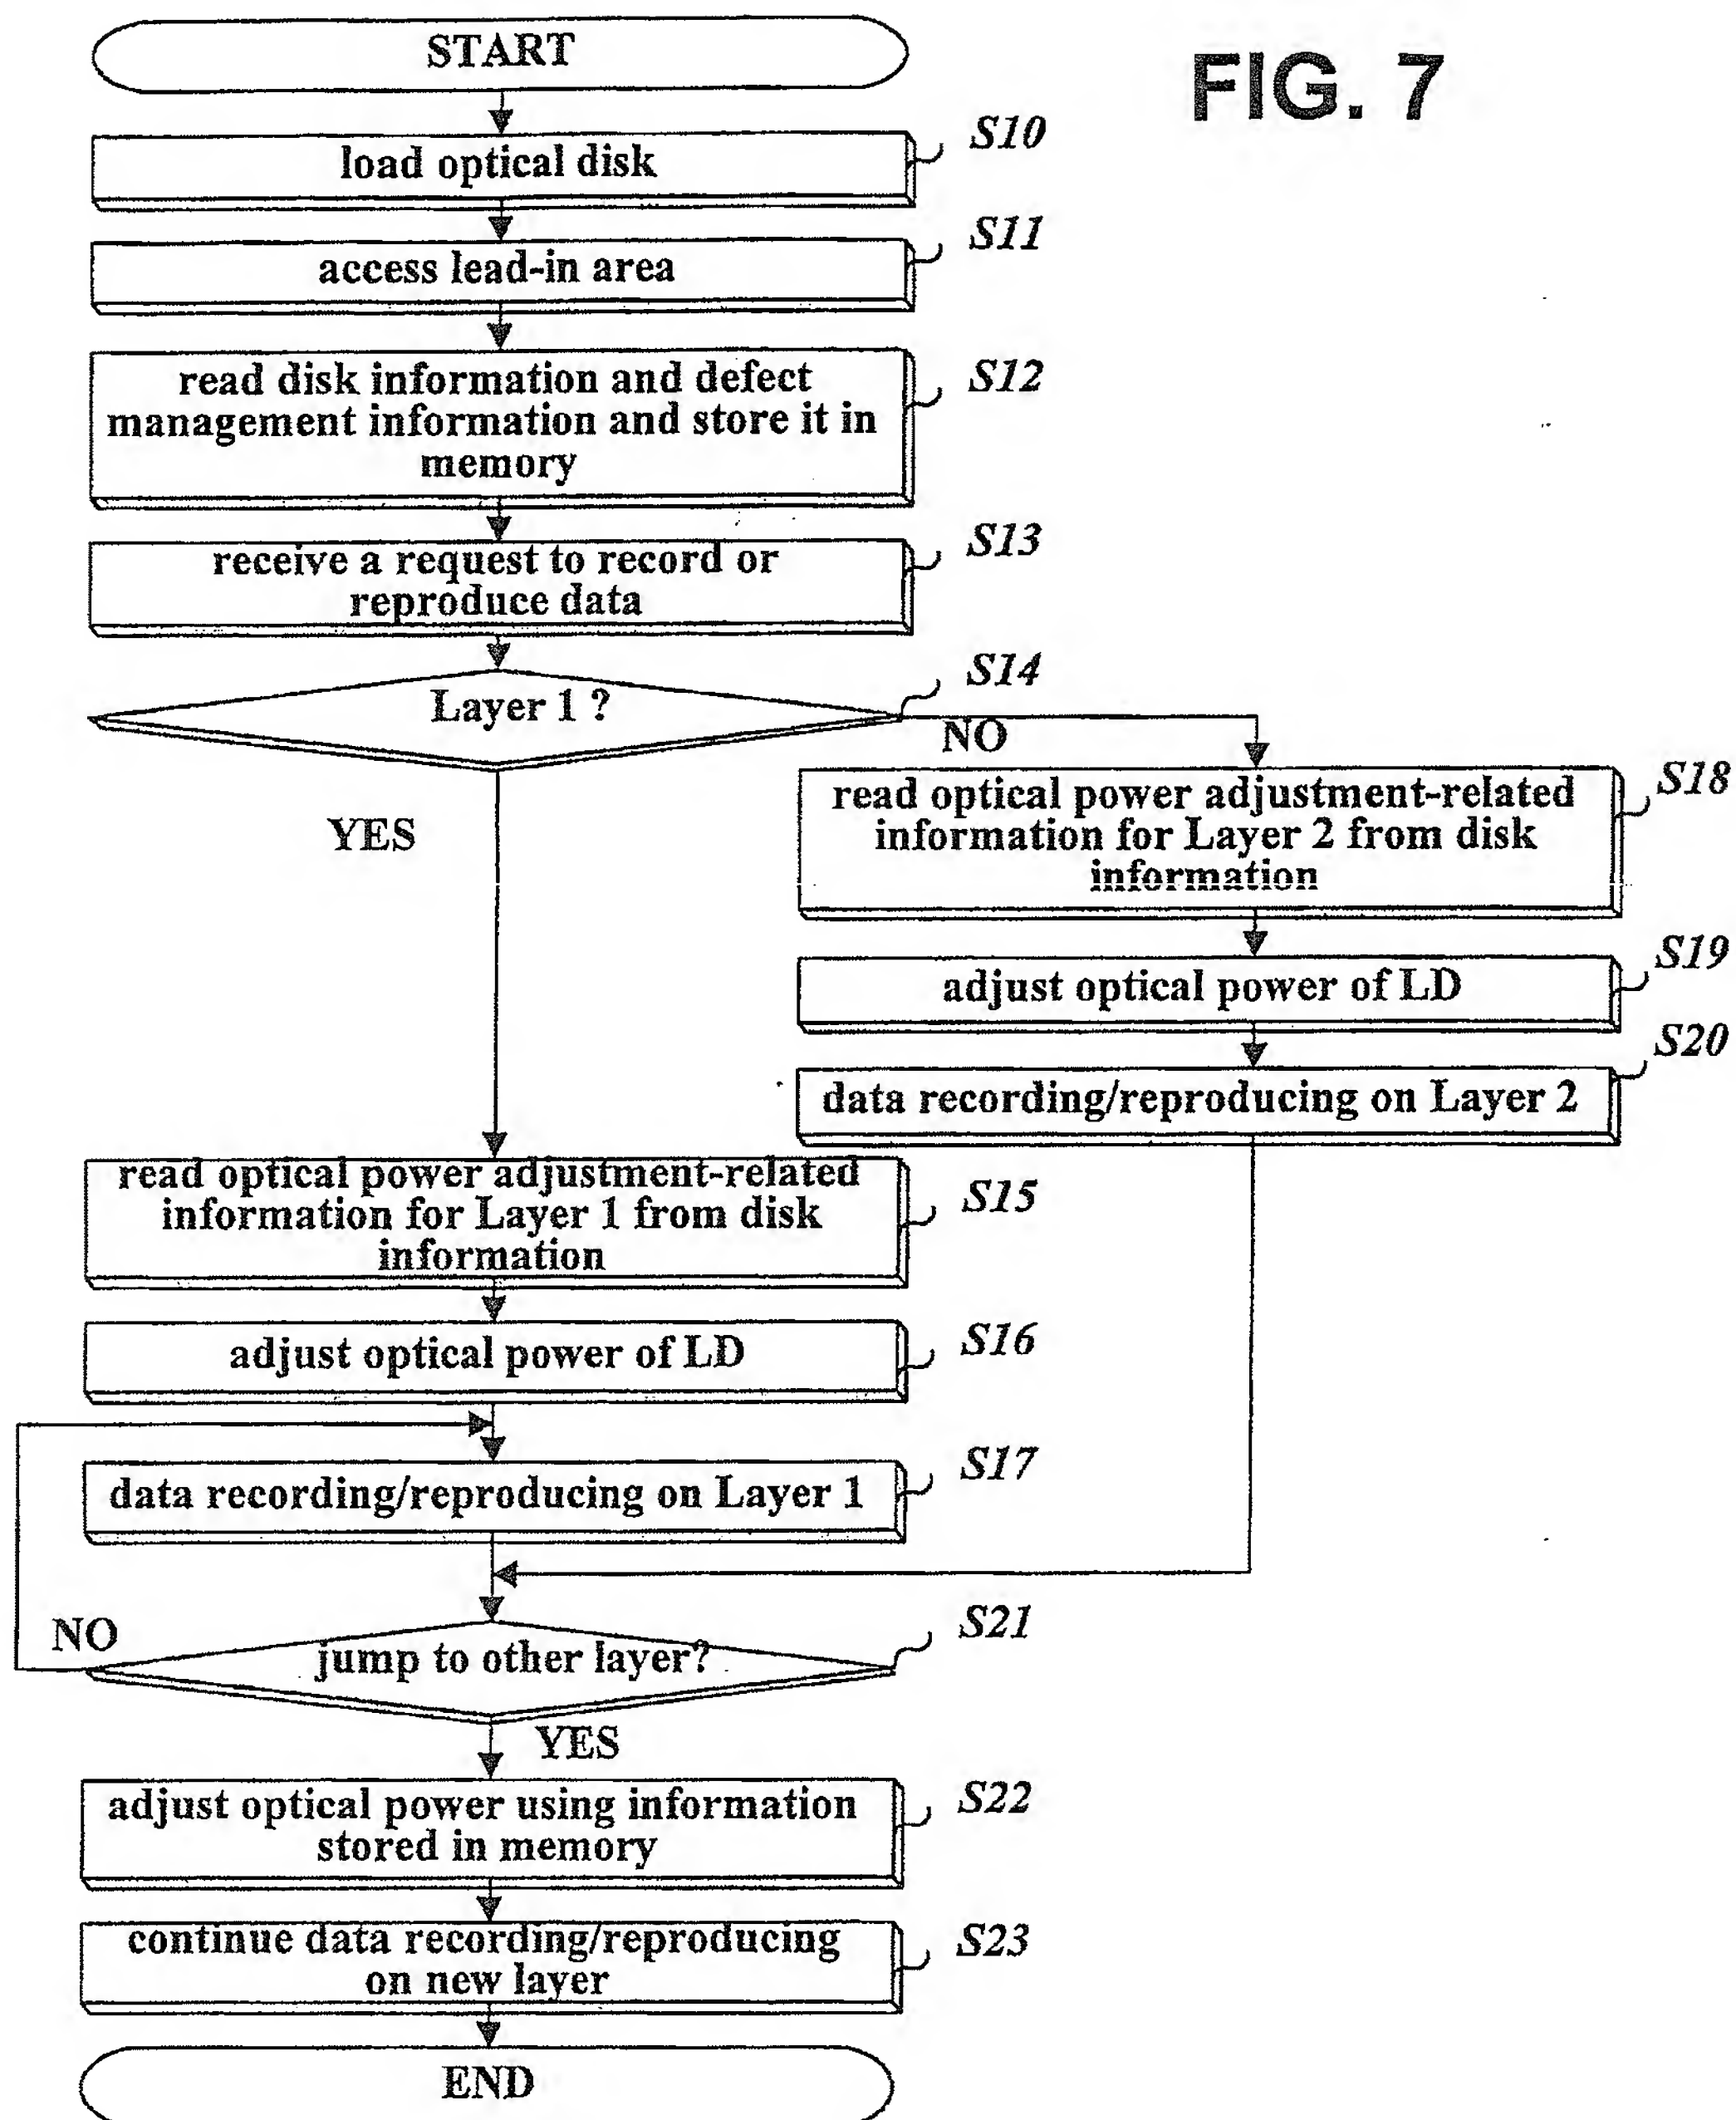 FIG. 7
START
load optical disk
S10
access lead-in area
S11
read disk information and defect
management information and store it in
memory
S12
receive a request to record or
reproduce data
S13
Layer 1 ?
S14
NO
YES
read optical power adjustment-related
information for Layer 2 from disk
information
S18
adjust optical power of LD
S19
data recording/reproducing on Layer 2
S20
read optical power adjustment-related
information for Layer 1 from disk
information
S15
adjust optical power of LD
S16
data recording/reproducing on Layer 1
S17
jump to other layer?
S21
NO
YES
adjust optical power using information
stored in memory
S22
continue data recording/reproducing
on new layer
S23
END